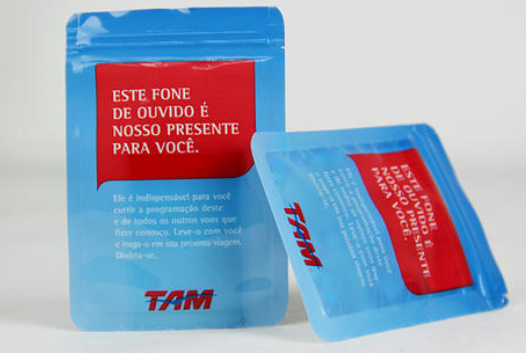 ESTE FONE
DE OUVIDO É
NOSSO PRESENTE
PARA VOCÊ.
Ele é indispensável para você
curtir a programação deste
e de todos os outros voos que
fizer conosco. Leve-o com você
e traga-o em sua próxima viagem.
Divirta-se.
TAM
ESTE FONE
DE OUVIDO É
NOSSO PRESENTE
PARA VOCÊ.
TAM